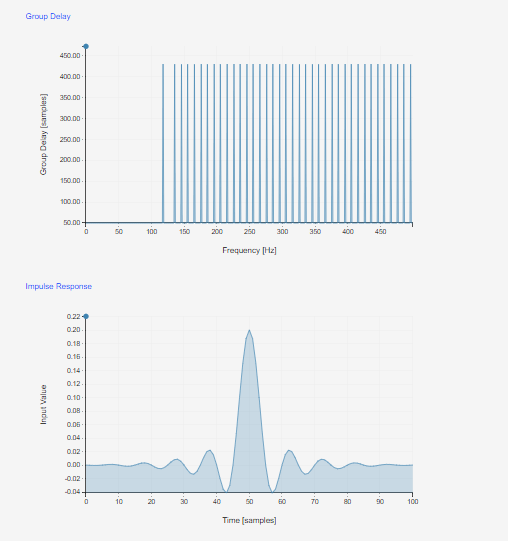 Group Delay
450.00
400.00
350.00
300.00
250.00
200.00
150.00
100.00
50.00
Group Delay [samples]
0 50 100 150 200 250 300 350 400 450
Frequency [Hz]
Impulse Response
0.22
0.20
0.18
0.16
0.14
0.12
0.10
0.08
0.06
0.04
0.02
0.00
-0.02
-0.04
Input Value
0 10 20 30 40 50 60 70 80 90 100
Time [samples]